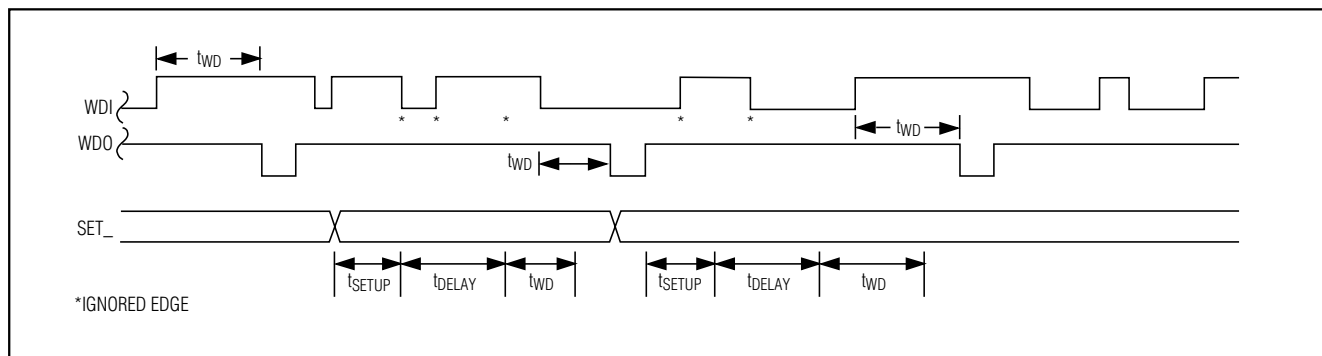 tWD
WDI
* * * * *
tWD
WDO
tWD
SET_
tSETUP tDELAY tWD tSETUP tDELAY tWD
*IGNORED EDGE